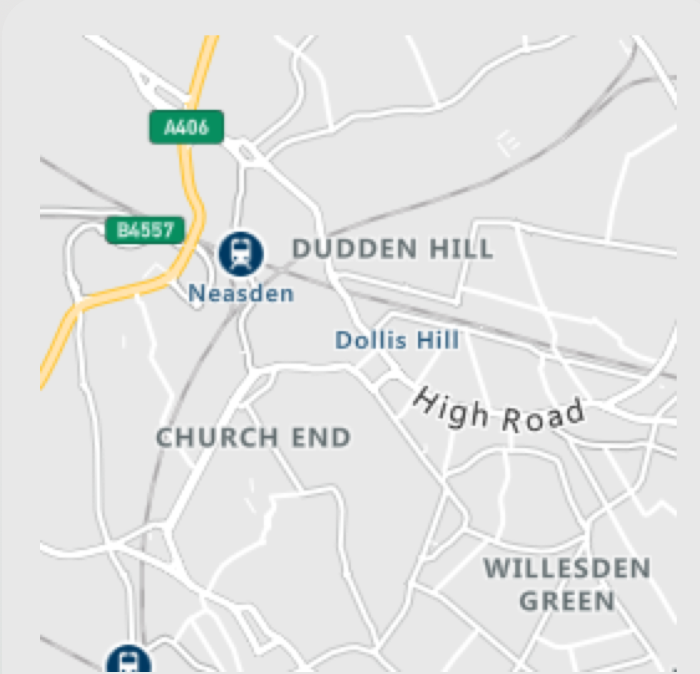 A406
B4557
DUDDEN HILL
Neasden
Dollis Hill
High Road
CHURCH END
WILLESDEN
GREEN